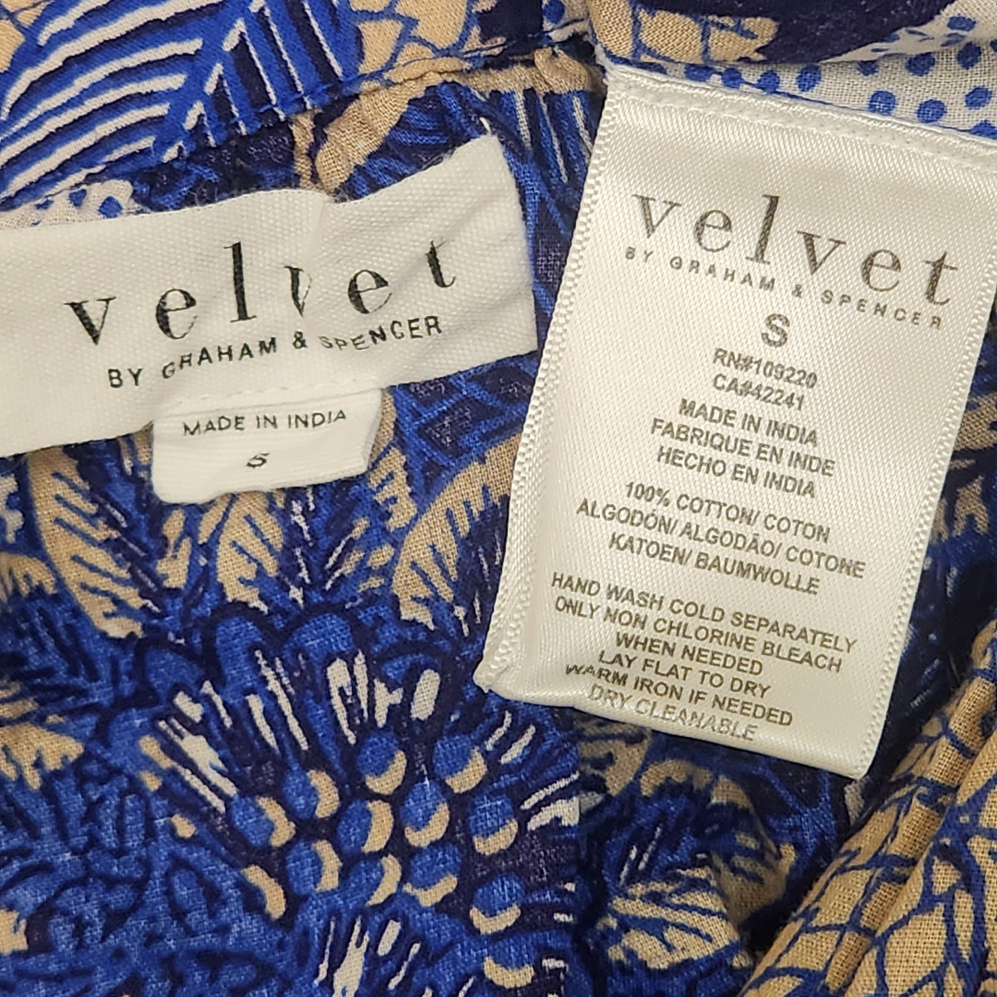 velvet
BY GRAHAM & SPENCER
MADE IN INDIA
S
velvet
BY GRAHAM & SPENCER
S
RN#109220
CA#42241
MADE IN INDIA
FABRIQUE EN INDE
HECHO EN INDIA
100% COTTON/ COTON
ALGODÓN/ ALGODÃO/ COTONE
KATOEN/ BAUMWOLLE
HAND WASH COLD SEPARATELY
ONLY NON CHLORINE BLEACH
WHEN NEEDED
LAY FLAT TO DRY
WARM IRON IF NEEDED
DRY CLEANABLE